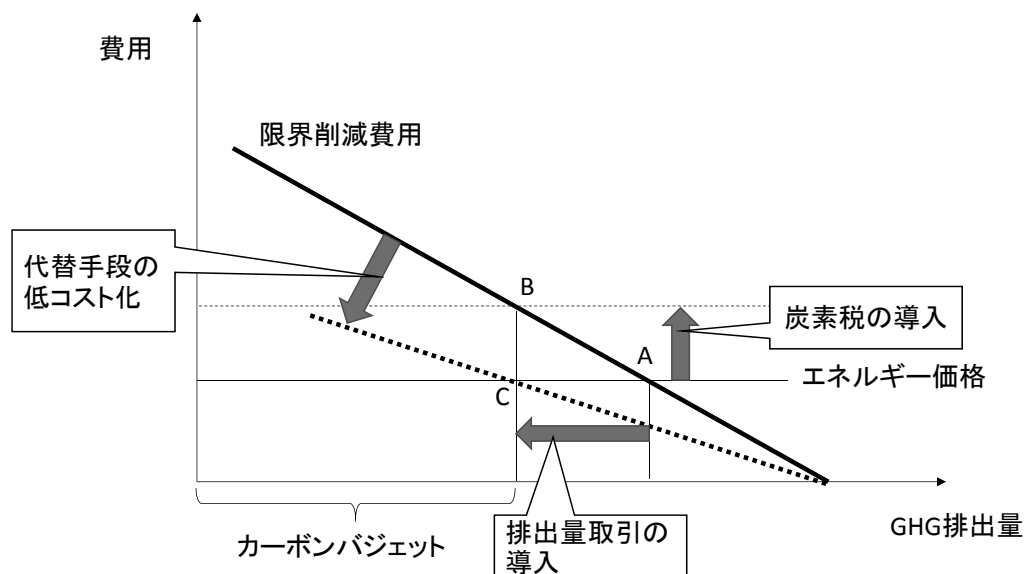 費用
限界削減費用
代替手段の
低コスト化
B
炭素税の導入
A
エネルギー価格
C
カーボンバジェット
排出量取引の
導入
GHG排出量